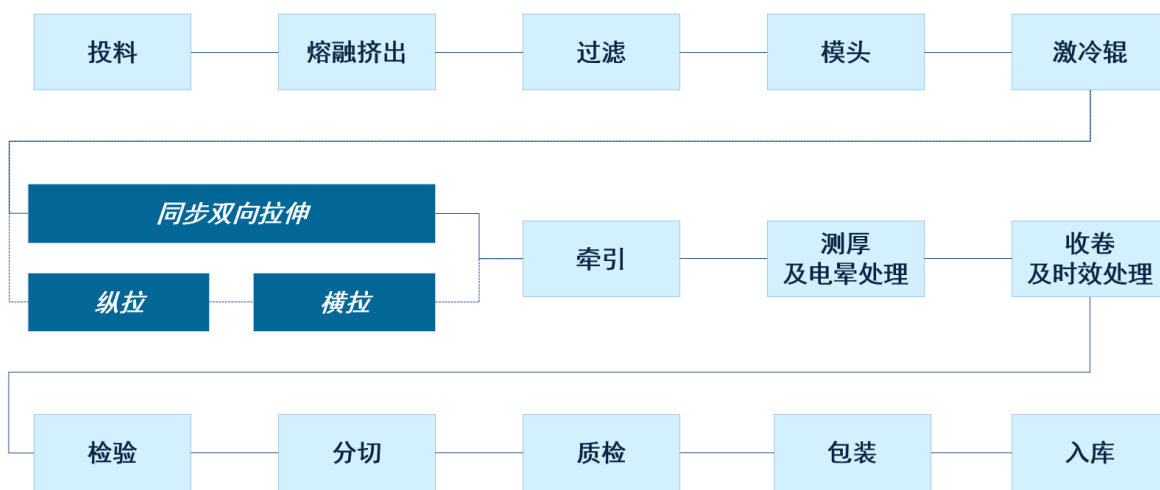 投料
熔融挤出
过滤
模头
激冷辊
同步双向拉伸
纵拉
横拉
牵引
测厚
及电晕处理
收卷
及时效处理
检验
分切
质检
包装
入库